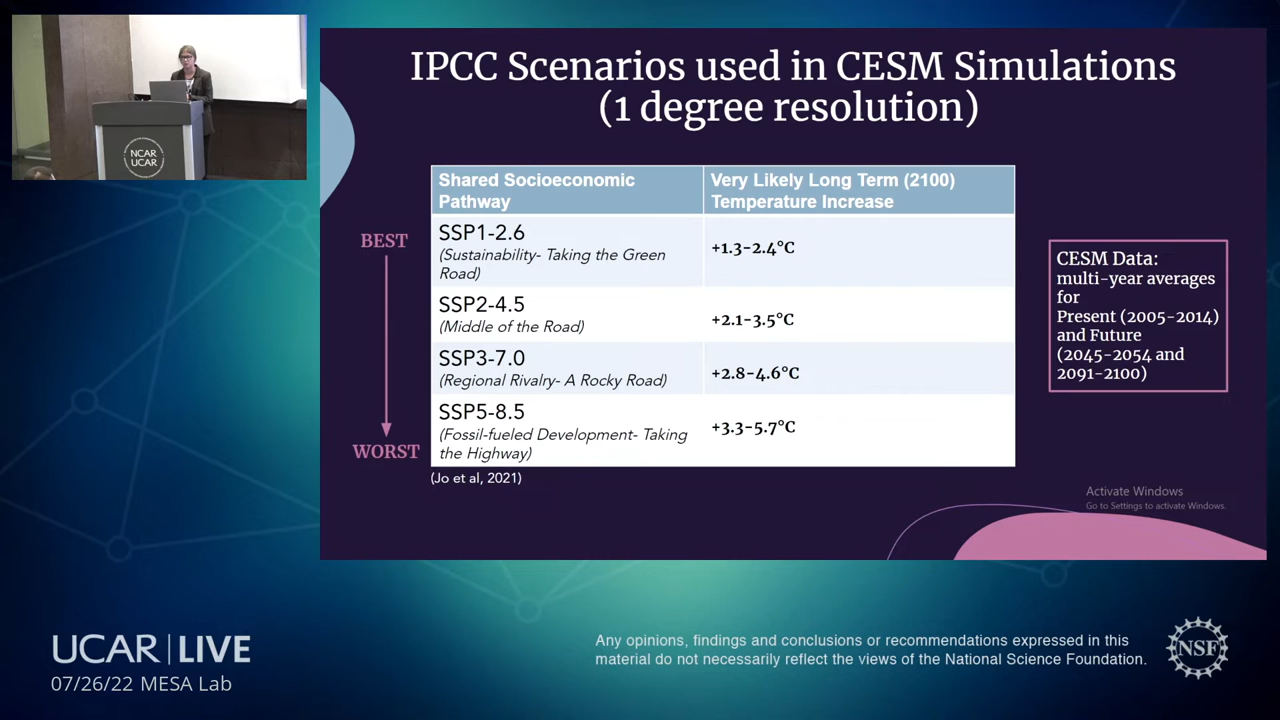 IPCC Scenarios used in CESM Simulations
(1 degree resolution)
Shared Socioeconomic
Pathway
Very Likely Long Term (2100)
Temperature Increase
BEST
SSP1-2.6
(Sustainability- Taking the Green
Road)
+1.3-2.4°C
SSP2-4.5
(Middle of the Road)
+2.1-3.5°C
SSP3-7.0
(Regional Rivalry- A Rocky Road)
+2.8-4.6°C
SSP5-8.5
(Fossil-fueled Development- Taking
the Highway)
+3.3-5.7°C
WORST
(Jo et al, 2021)
CESM Data:
multi-year averages
for
Present (2005-2014)
and Future
(2045-2054 and
2091-2100)
Activate Windows
Go to Settings to activate Windows.
NCAR
UCAR
UCAR | LIVE
07/26/22 MESA Lab
Any opinions, findings and conclusions or recommendations expressed in this
material do not necessarily reflect the views of the National Science Foundation.
NSF